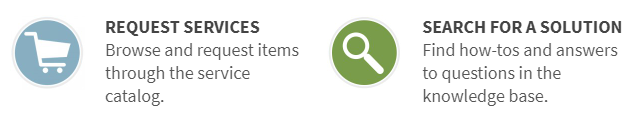 REQUEST SERVICES
Browse and request items
through the service
catalog.
SEARCH FOR A SOLUTION
Find how-tos and answers
to questions in the
knowledge base.